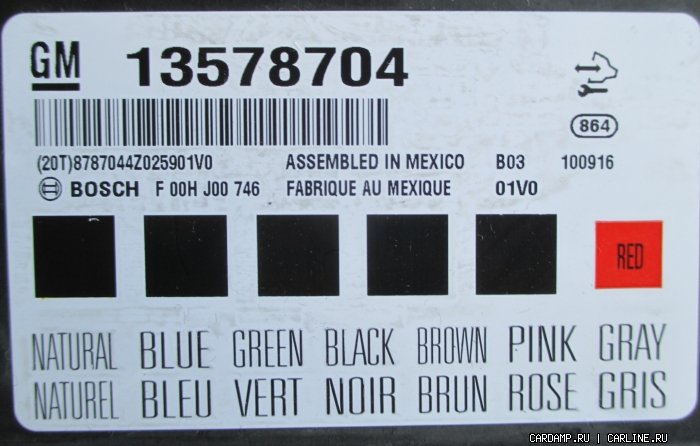 GM 13578704
864
(20T)8787044Z025901V0 ASSEMBLED IN MEXICO B03 100916
BOSCH F 00H J00 746 FABRIQUE AU MEXIQUE 01V0
RED
NATURAL BLUE GREEN BLACK BROWN PINK GRAY
NATUREL BLEU VERT NOIR BRUN ROSE GRIS
CARDAMP.RU | CARLINE.RU